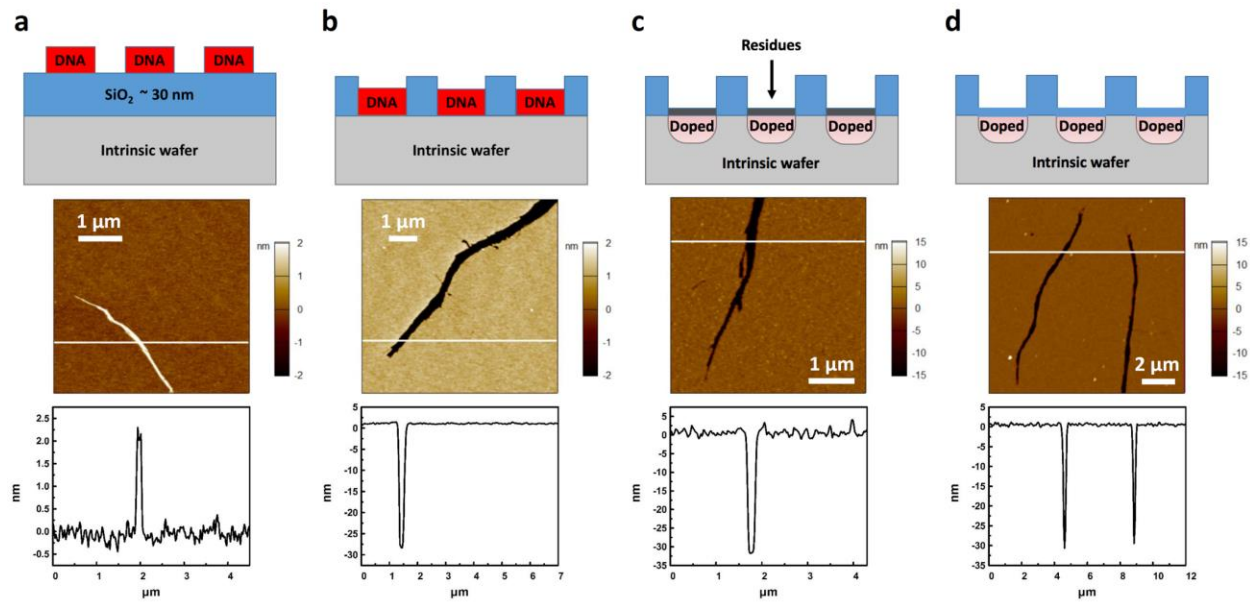 a
DNA DNA DNA
SiO₂ ~ 30 nm
Intrinsic wafer
1 µm
nm
2
1
0
-1
-2
2.5
2.0
1.5
1.0
0.5
0.0
-0.5
nm
0 1 2 3 4
µm
b
DNA DNA DNA
Intrinsic wafer
1 µm
nm
2
1
0
-1
-2
5
0
-5
-10
-15
-20
-25
-30
nm
0 1 2 3 4 5 6 7
µm
c
Residues
Doped Doped Doped
Intrinsic wafer
1 µm
nm
15
10
5
0
-5
-10
-15
5
0
-5
-10
-15
-20
-25
-30
-35
nm
0 1 2 3 4
µm
d
Doped Doped Doped
Intrinsic wafer
2 µm
nm
15
10
5
0
-5
-10
-15
5
0
-5
-10
-15
-20
-25
-30
-35
nm
0 2 4 6 8 10 12
µm